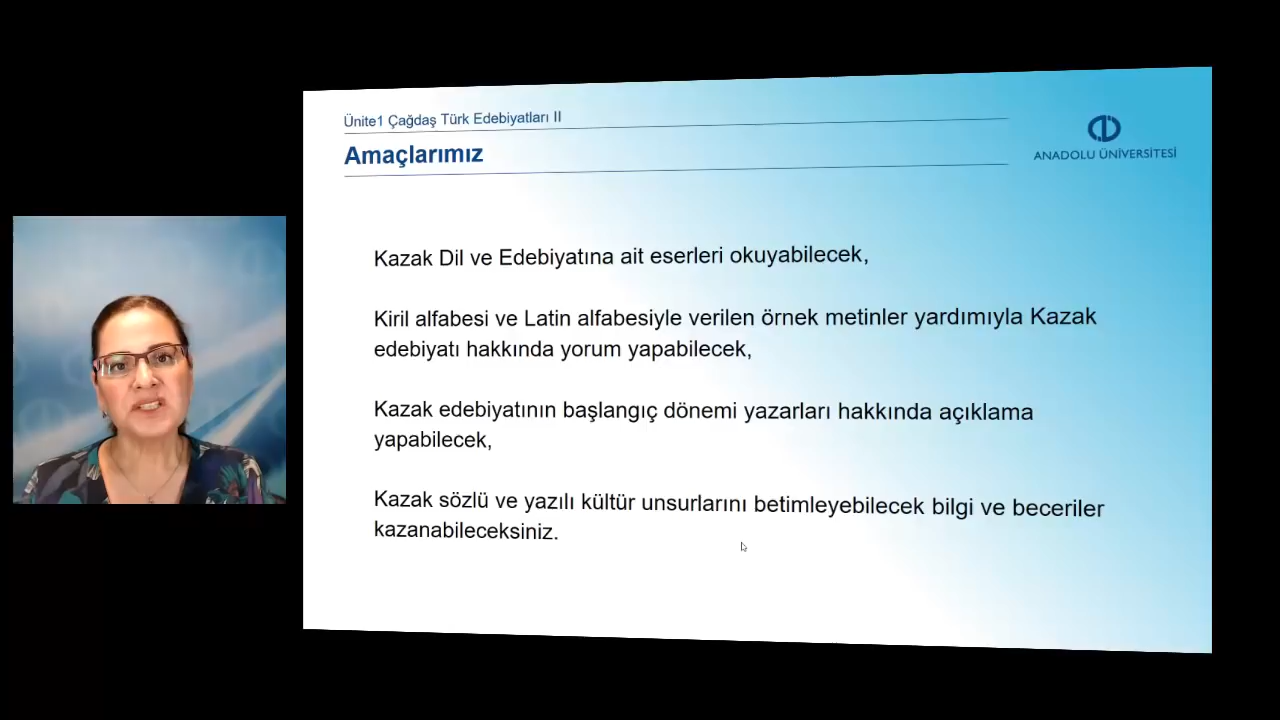 Ünite1 Çağdaş Türk Edebiyatları II
Amaçlarımız
ANADOLU ÜNİVERSİTESİ
Kazak Dil ve Edebiyatına ait eserleri okuyabilecek,
Kiril alfabesi ve Latin alfabesiyle verilen örnek metinler yardımıyla Kazak
edebiyatı hakkında yorum yapabilecek,
Kazak edebiyatının başlangıç dönemi yazarları hakkında açıklama
yapabilecek,
Kazak sözlü ve yazılı kültür unsurlarını betimleyebilecek bilgi ve beceriler
kazanabileceksiniz.